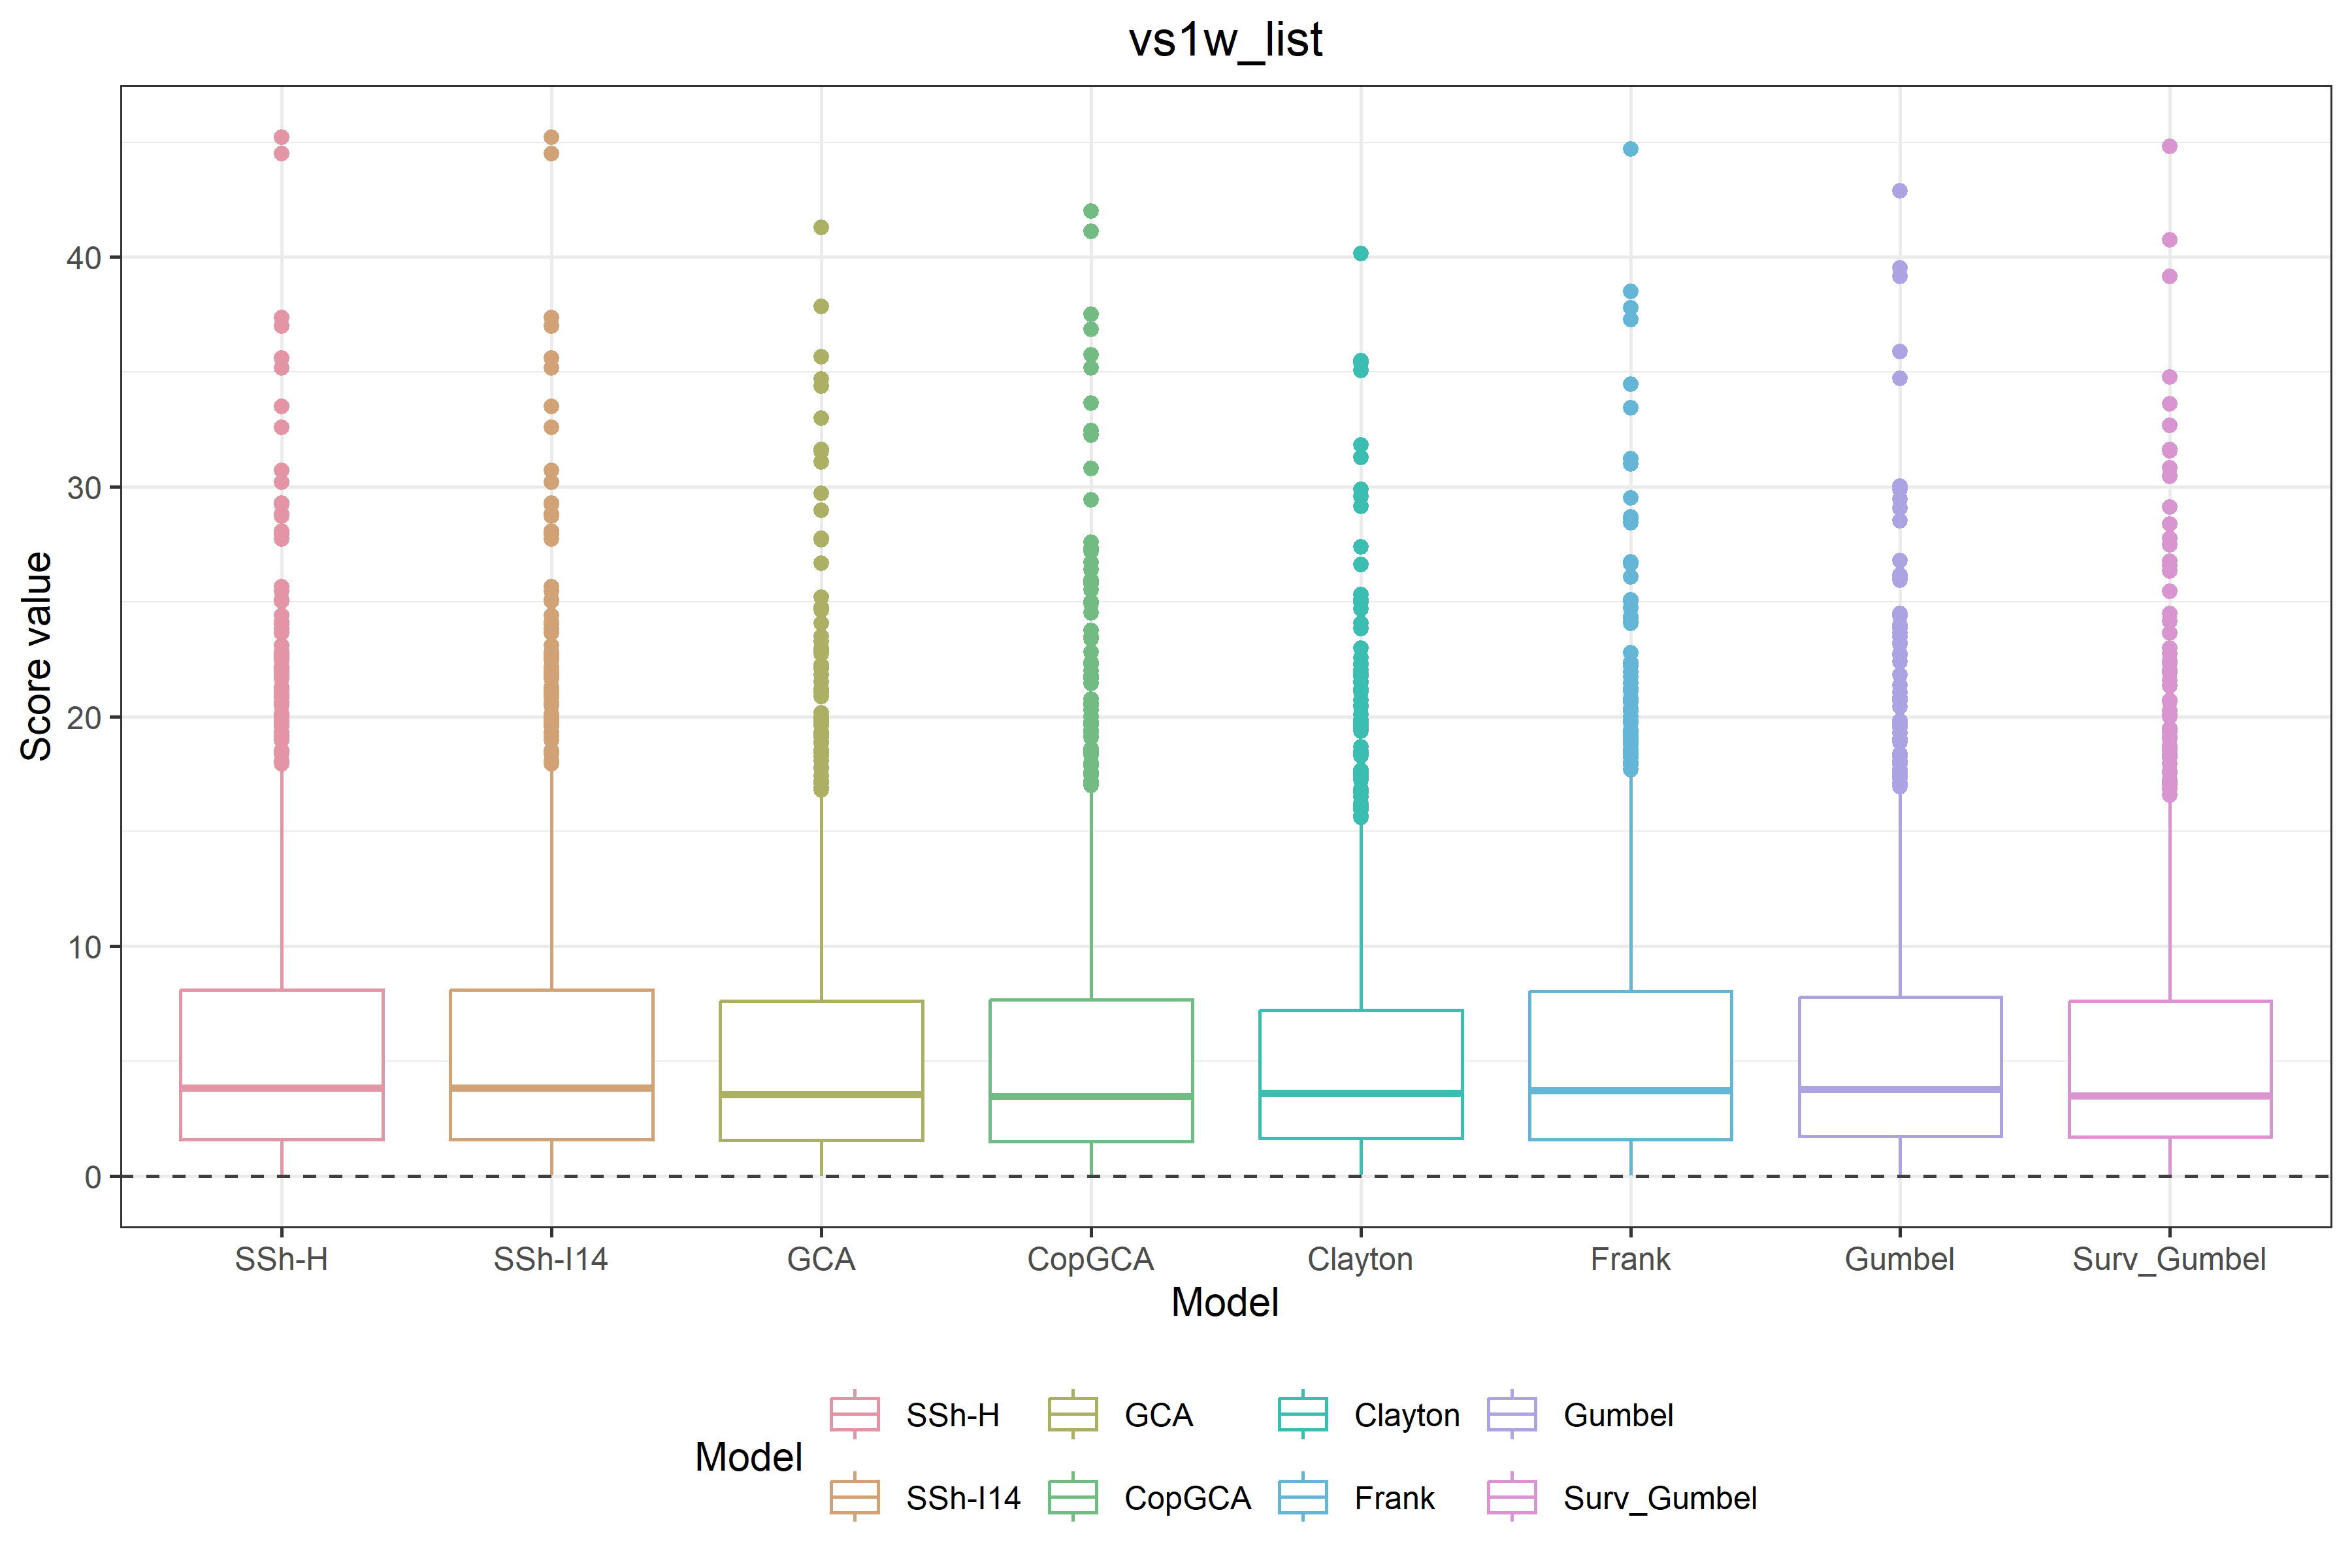 vs1w_list
Score value
40
30
20
10
0
SSh-H SSh-I14 GCA CopGCA Clayton Frank Gumbel Surv_Gumbel
Model
Model
SSh-H GCA Clayton Gumbel
SSh-I14 CopGCA Frank Surv_Gumbel